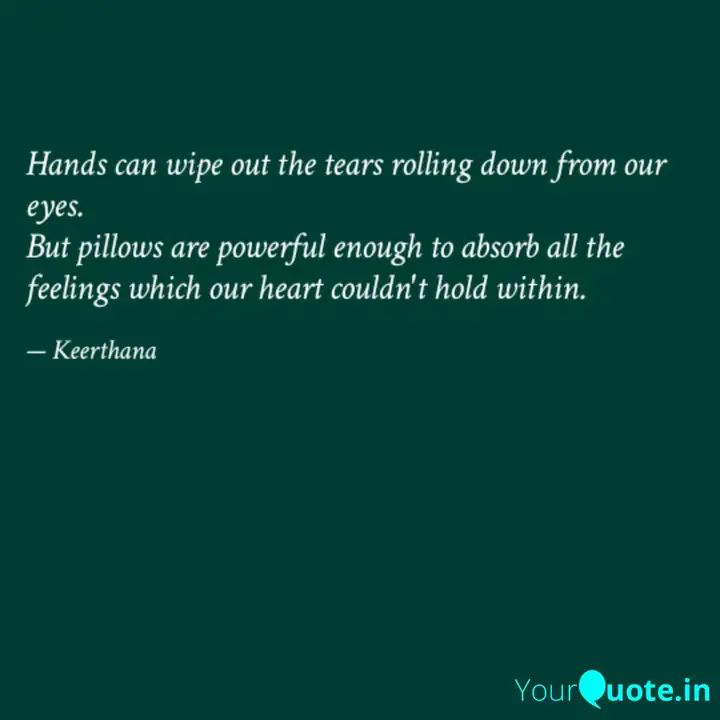 Hands can wipe out the tears rolling down from our
eyes.
But pillows are powerful enough to absorb all the
feelings which our heart couldn't hold within.
— Keerthana
YourQuote.in